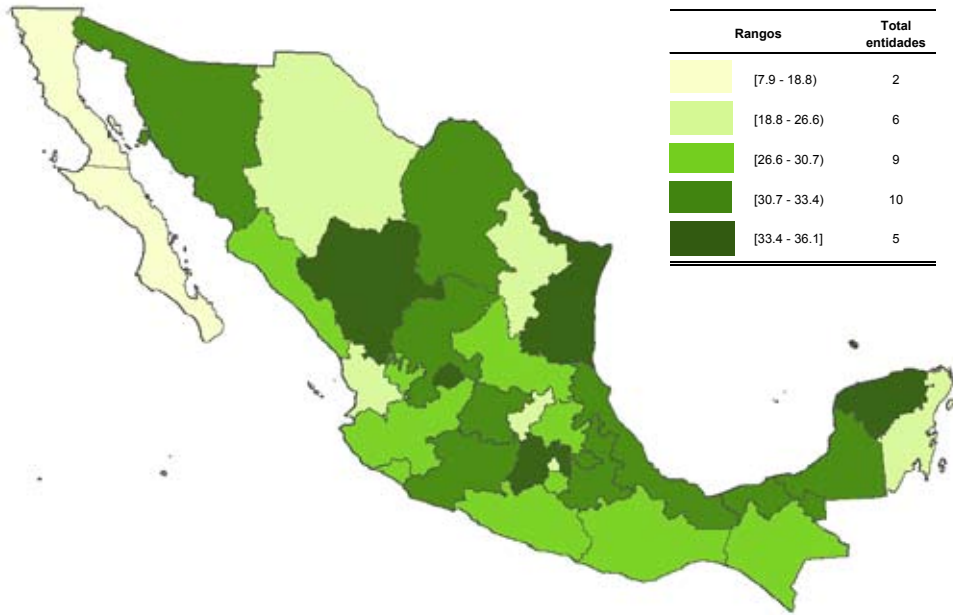 Rangos Total entidades
[7.9 - 18.8) 2
[18.8 - 26.6) 6
[26.6 - 30.7) 9
[30.7 - 33.4) 10
[33.4 - 36.1] 5